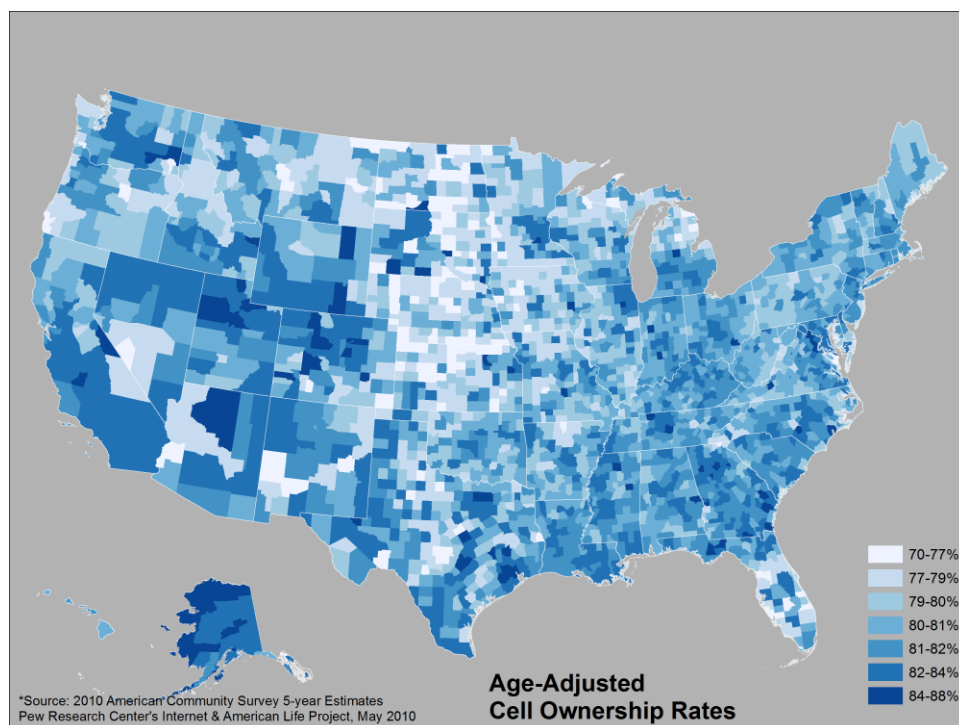 70-77%
77-79%
79-80%
80-81%
81-82%
82-84%
84-88%
*Source: 2010 American Community Survey 5-year Estimates
Pew Research Center's Internet & American Life Project, May 2010
Age-Adjusted
Cell Ownership Rates